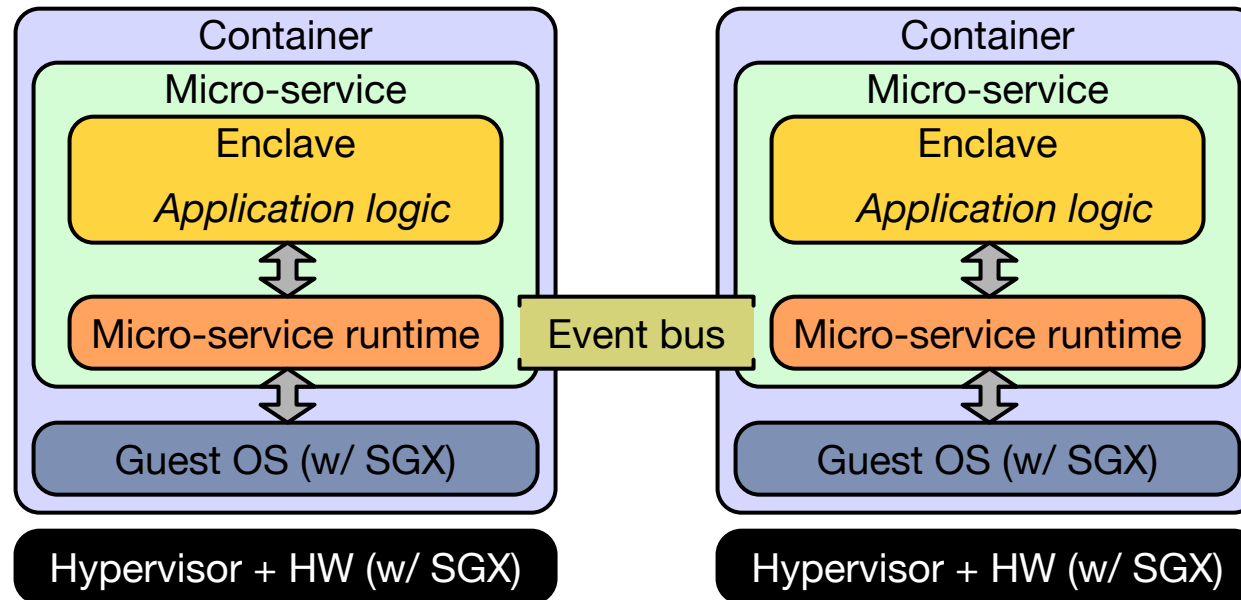 Container
Micro-service
Enclave
Application logic
Micro-service runtime
Guest OS (w/ SGX)
Hypervisor + HW (w/ SGX)
Event bus
Container
Micro-service
Enclave
Application logic
Micro-service runtime
Guest OS (w/ SGX)
Hypervisor + HW (w/ SGX)